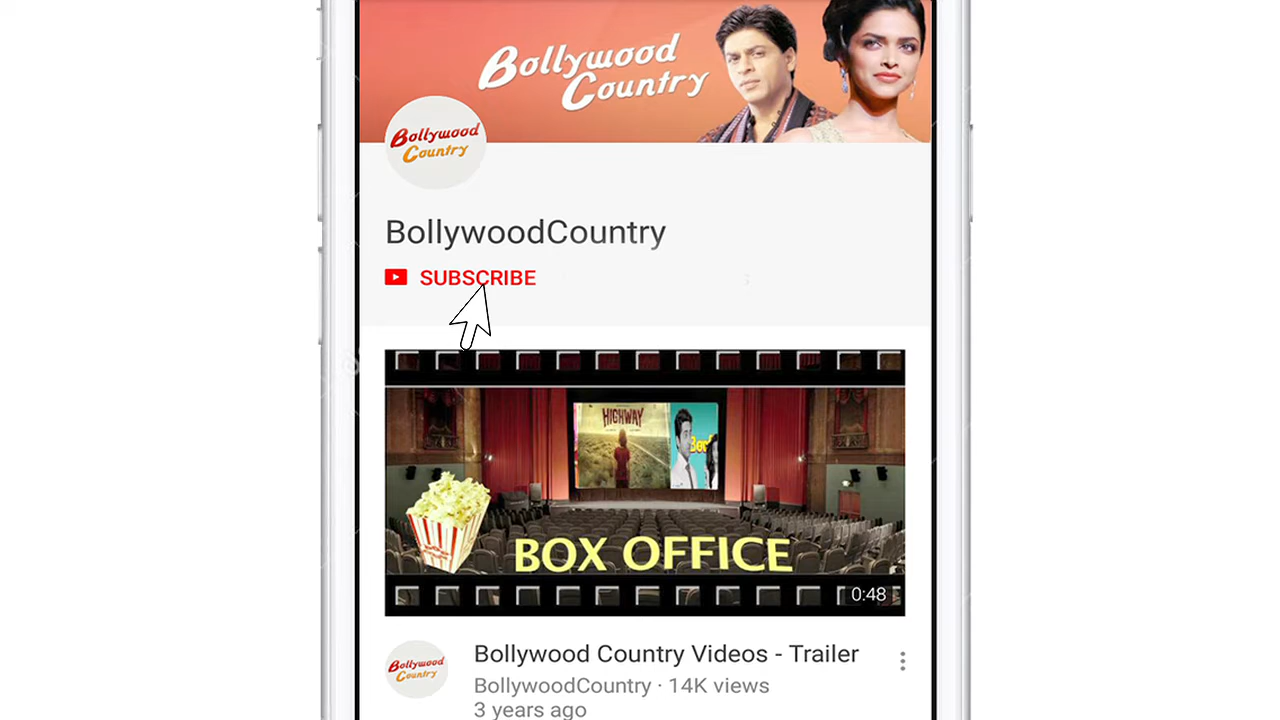 Bollywood
Country
Bollywood
Country
BollywoodCountry
SUBSCRIBE
HIGHWAY
BOX OFFICE
0:48
Bollywood
Country
Bollywood Country Videos - Trailer
BollywoodCountry · 14K views
3 years ago